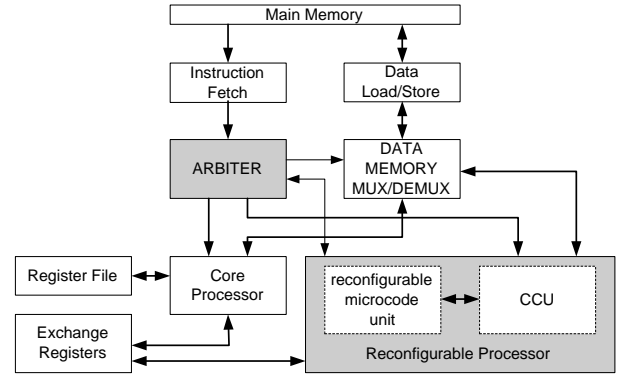 Main Memory
Instruction
Fetch
Data
Load/Store
ARBITER
DATA
MEMORY
MUX/DEMUX
Register File
Core
Processor
reconfigurable
microcode
unit
CCU
Exchange
Registers
Reconfigurable Processor